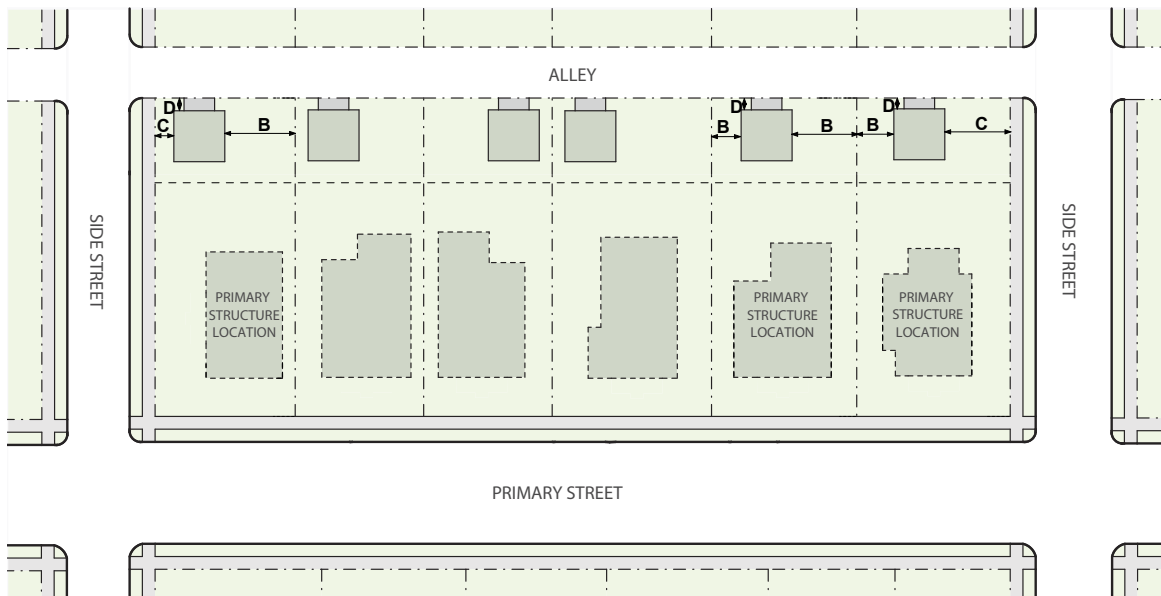 ALLEY
D
D
D
C
B
B
B
B
C
SIDE STREET
SIDE STREET
PRIMARY
STRUCTURE
LOCATION
PRIMARY
STRUCTURE
LOCATION
PRIMARY
STRUCTURE
LOCATION
PRIMARY STREET